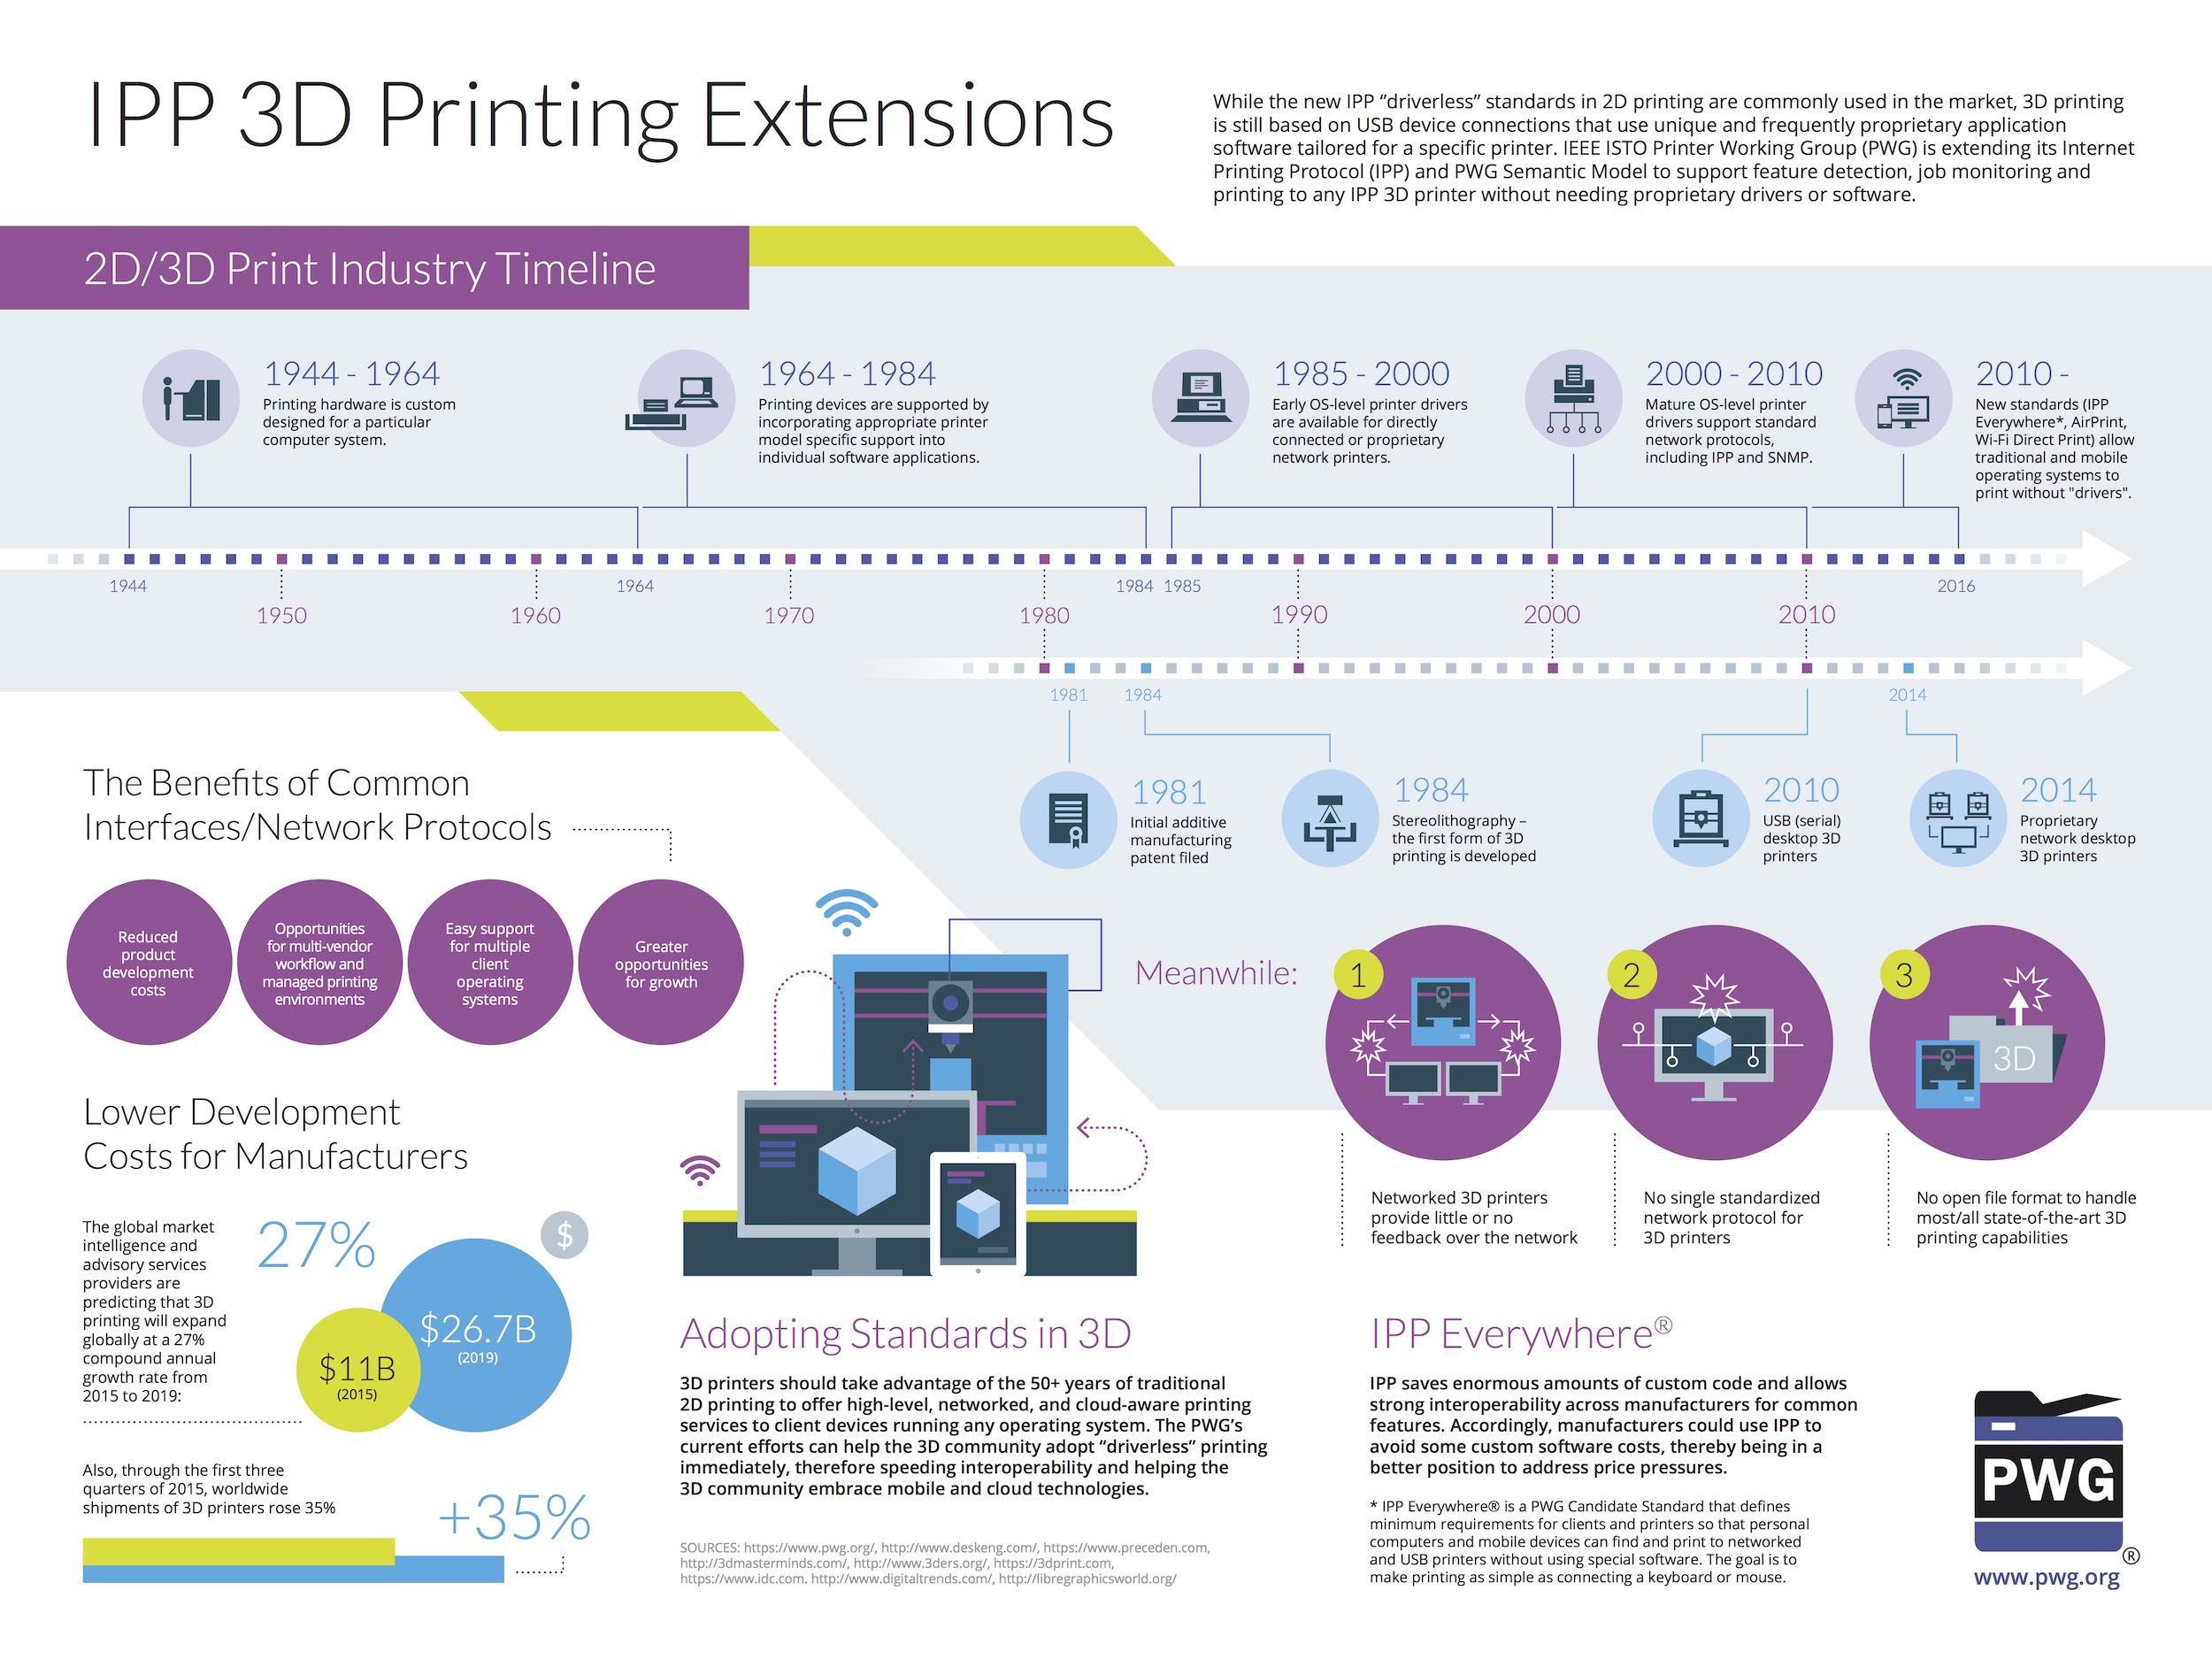 IPP 3D Printing Extensions
While the new IPP “driverless” standards in 2D printing are commonly used in the market, 3D printing
is still based on USB device connections that use unique and frequently proprietary application
software tailored for a specific printer. IEEE ISTO Printer Working Group (PWG) is extending its Internet
Printing Protocol (IPP) and PWG Semantic Model to support feature detection, job monitoring and
printing to any IPP 3D printer without needing proprietary drivers or software.
2D/3D Print Industry Timeline
1944 - 1964
Printing hardware is custom
designed for a particular
computer system.
1964 - 1984
Printing devices are supported by
incorporating appropriate printer
model specific support into
individual software applications.
1985 - 2000
Early OS-level printer drivers
are available for directly
connected or proprietary
network printers.
2000 - 2010
Mature OS-level printer
drivers support standard
network protocols,
including IPP and SNMP.
2010 -
New standards (IPP
Everywhere*, AirPrint,
Wi-Fi Direct Print) allow
traditional and mobile
operating systems to
print without "drivers".
1944
1964
1984
1985
2016
1950
1960
1970
1980
1990
2000
2010
1981
1984
2014
1981
Initial additive
manufacturing
patent filed
1984
Stereolithography –
the first form of 3D
printing is developed
2010
USB (serial)
desktop 3D
printers
2014
Proprietary
network desktop
3D printers
The Benefits of Common
Interfaces/Network Protocols
Reduced
product
development
costs
Opportunities
for multi-vendor
workflow and
managed printing
environments
Easy support
for multiple
client
operating
systems
Greater
opportunities
for growth
Meanwhile:
1
Networked 3D printers
provide little or no
feedback over the network
2
No single standardized
network protocol for
3D printers
3
3D
No open file format to handle
most/all state-of-the-art 3D
printing capabilities
Lower Development
Costs for Manufacturers
The global market
intelligence and
advisory services
providers are
predicting that 3D
printing will expand
globally at a 27%
compound annual
growth rate from
2015 to 2019:
27%
$
$26.7B
(2019)
$11B
(2015)
Also, through the first three
quarters of 2015, worldwide
shipments of 3D printers rose 35%
+35%
Adopting Standards in 3D
3D printers should take advantage of the 50+ years of traditional
2D printing to offer high-level, networked, and cloud-aware printing
services to client devices running any operating system. The PWG’s
current efforts can help the 3D community adopt “driverless” printing
immediately, therefore speeding interoperability and helping the
3D community embrace mobile and cloud technologies.
SOURCES: https://www.pwg.org/, http://www.deskeng.com/, https://www.preceden.com,
http://3dmasterminds.com/, http://www.3ders.org/, https://3dprint.com,
https://www.idc.com. http://www.digitaltrends.com/, http://libregraphicsworld.org/
IPP Everywhere®
IPP saves enormous amounts of custom code and allows
strong interoperability across manufacturers for common
features. Accordingly, manufacturers could use IPP to
avoid some custom software costs, thereby being in a
better position to address price pressures.
* IPP Everywhere® is a PWG Candidate Standard that defines
minimum requirements for clients and printers so that personal
computers and mobile devices can find and print to networked
and USB printers without using special software. The goal is to
make printing as simple as connecting a keyboard or mouse.
PWG
®
www.pwg.org